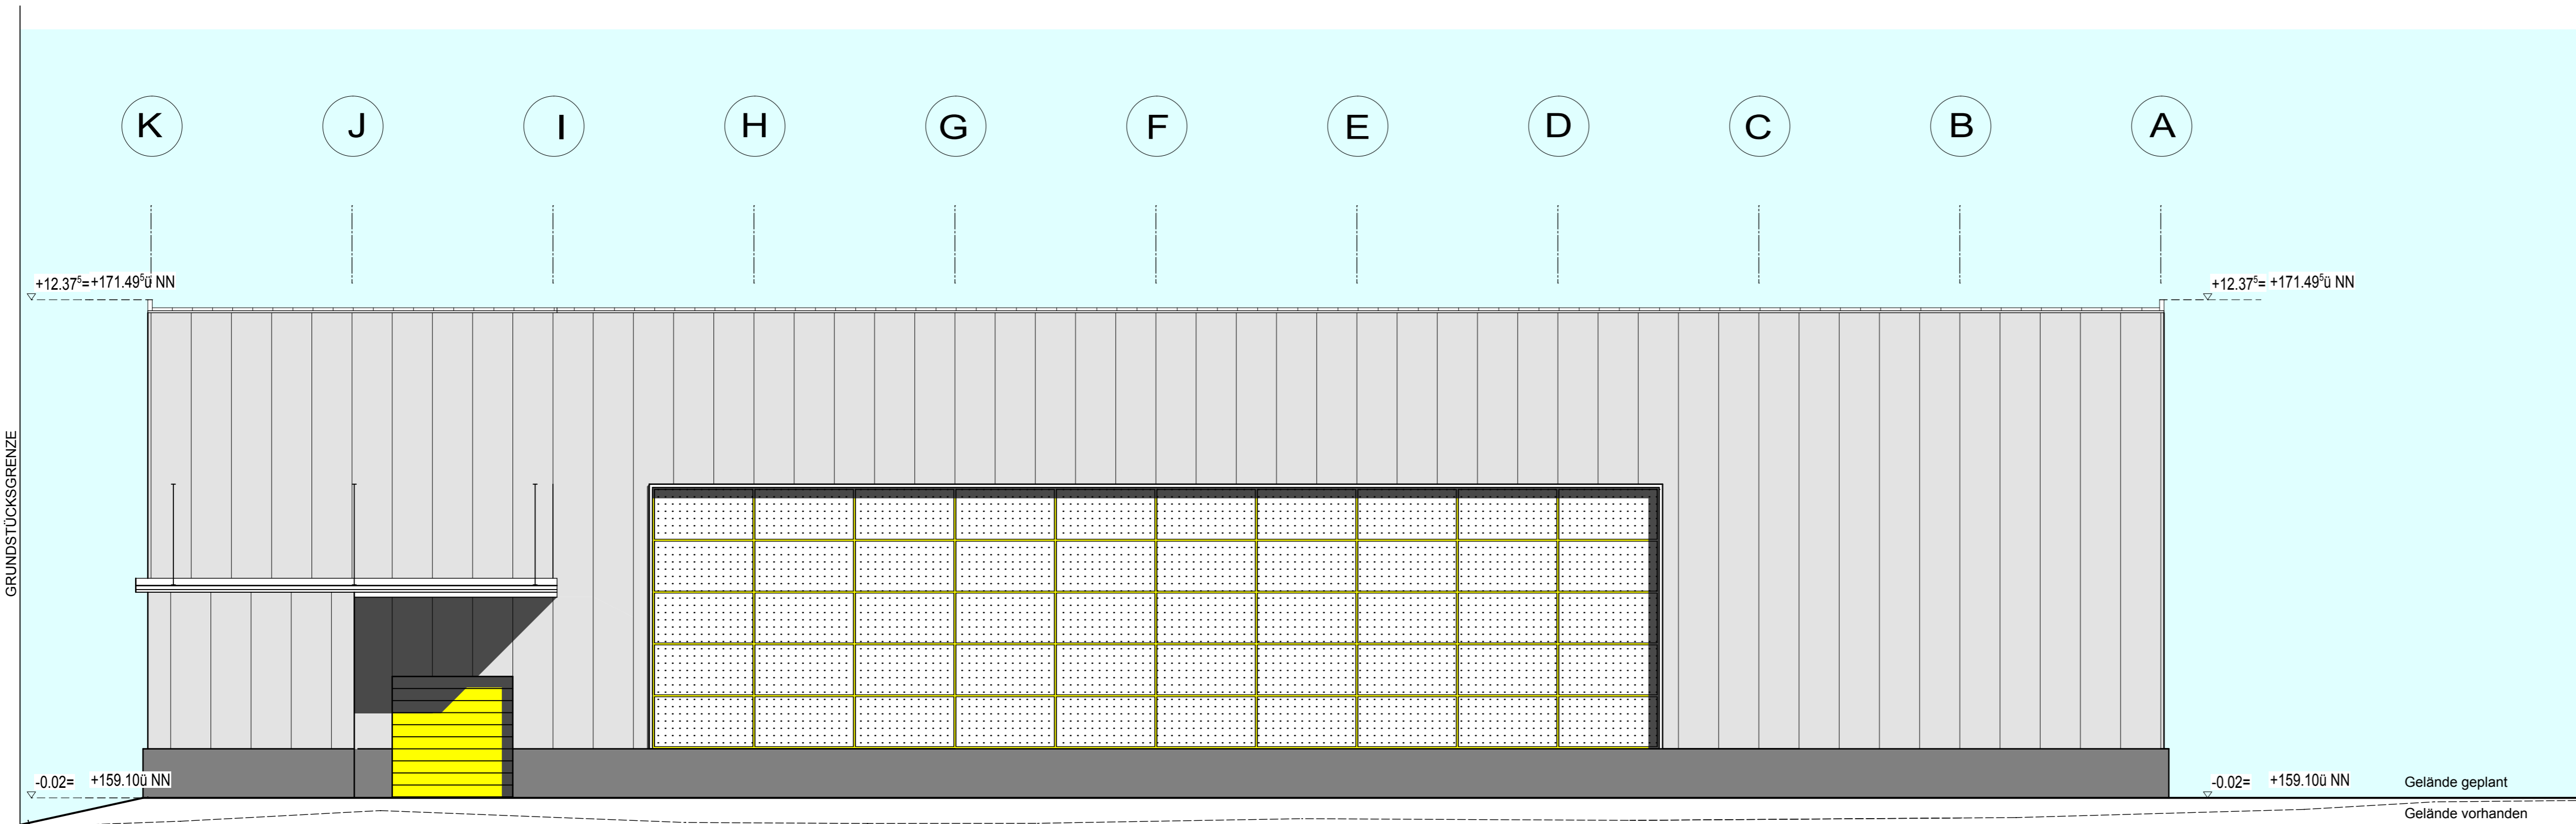 K J I H G F E D C B A
+12.37⁵= +171.49⁵ü NN
+12.37⁵= +171.49⁵ü NN
GRUNDSTÜCKSGRENZE
-0.02= +159.10ü NN
-0.02= +159.10ü NN
Gelände geplant
Gelände vorhanden